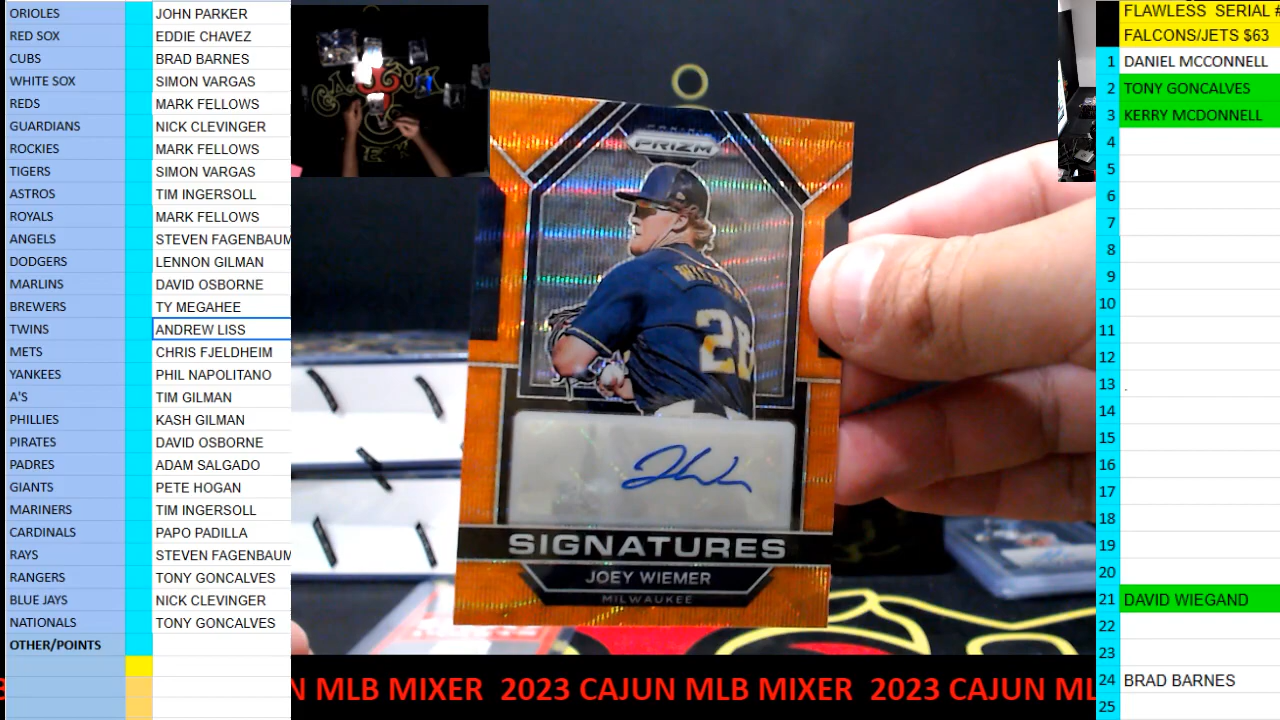 ORIOLES JOHN PARKER
RED SOX EDDIE CHAVEZ
CUBS BRAD BARNES
WHITE SOX SIMON VARGAS
REDS MARK FELLOWS
GUARDIANS NICK CLEVINGER
ROCKIES MARK FELLOWS
TIGERS SIMON VARGAS
ASTROS TIM INGERSOLL
ROYALS MARK FELLOWS
ANGELS STEVEN FAGENBAUM
DODGERS LENNON GILMAN
MARLINS DAVID OSBORNE
BREWERS TY MEGAHEE
TWINS ANDREW LISS
METS CHRIS FJELDHEIM
YANKEES PHIL NAPOLITANO
A'S TIM GILMAN
PHILLIES KASH GILMAN
PIRATES DAVID OSBORNE
PADRES ADAM SALGADO
GIANTS PETE HOGAN
MARINERS TIM INGERSOLL
CARDINALS PAPO PADILLA
RAYS STEVEN FAGENBAUM
RANGERS TONY GONCALVES
BLUE JAYS NICK CLEVINGER
NATIONALS TONY GONCALVES
OTHER/POINTS
PRIZM
WIEMER
28
SIGNATURES
JOEY WIEMER
MILWAUKEE
FLAWLESS SERIAL #
FALCONS/JETS $63
1 DANIEL MCCONNELL
2 TONY GONCALVES
3 KERRY MCDONNELL
4
5
6
7
8
9
10
11
12
13 .
14
15
16
17
18
19
20
21 DAVID WIEGAND
22
23
24 BRAD BARNES
25
N MLB MIXER 2023 CAJUN MLB MIXER 2023 CAJUN ML